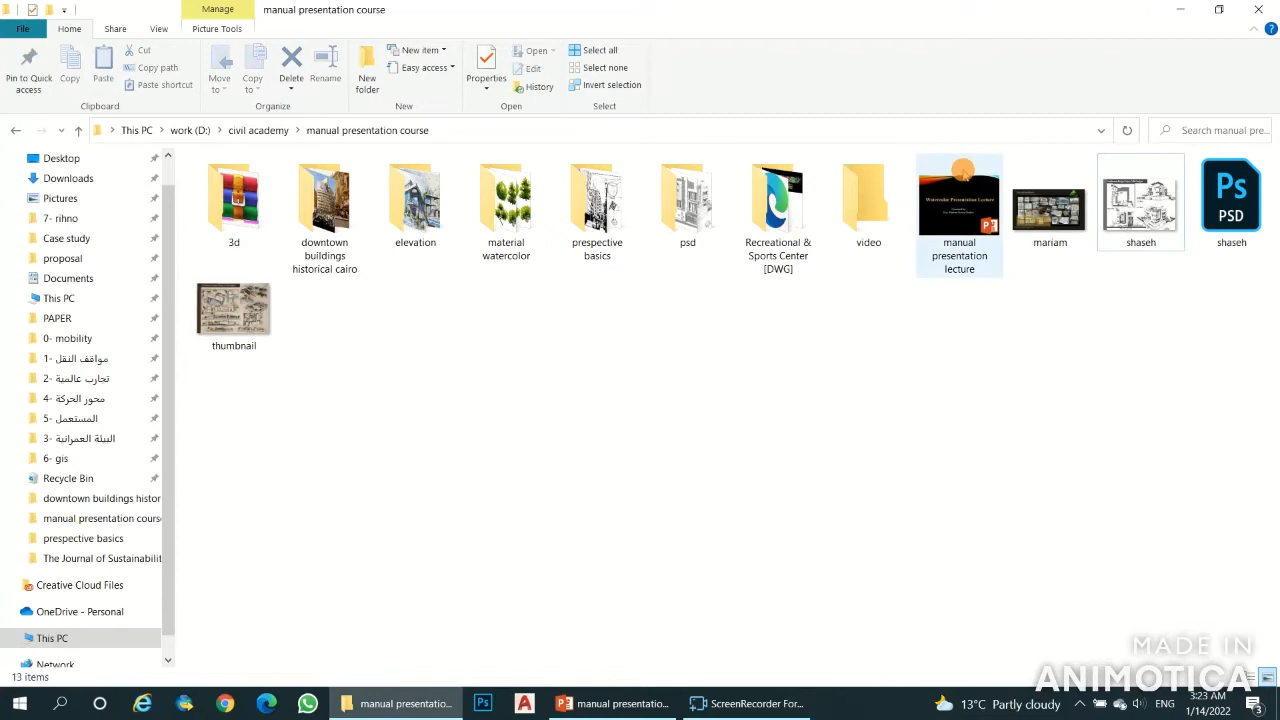 Manage
manual presentation course
File
Home
Share
View
Picture Tools
Pin to Quick access
Copy
Paste
Cut
Copy path
Paste shortcut
Clipboard
Move to
Copy to
Delete
Rename
Organize
New folder
New item
Easy access
New
Properties
Open
Edit
History
Open
Select all
Select none
Invert selection
Select
This PC > work (D:) > civil academy > manual presentation course
Search manual pre...
Desktop
Downloads
Pictures
7- rihno
Case study
proposal
Documents
This PC
PAPER
0- mobility
1- مواقف النقل
2- تجارب عالمية
4- محور الحركة
5- المستعمل
3- البيئة العمرانية
6- gis
Recycle Bin
downtown buildings histor
manual presentation cours
prespective basics
The Journal of Sustainabilit
Creative Cloud Files
OneDrive - Personal
This PC
Network
3d
downtown
buildings
historical cairo
elevation
material
watercolor
prespective
basics
psd
Recreational &
Sports Center
[DWG]
video
Watercolor Presentation Lecture
manual
presentation
lecture
mariam
shaseh
Ps
PSD
shaseh
thumbnail
13 items
MADE IN
ANIMOTICA
manual presentatio...
Ps
manual presentatio...
ScreenRecorder For...
13°C Partly cloudy
ENG
3:23 AM
1/14/2022
3